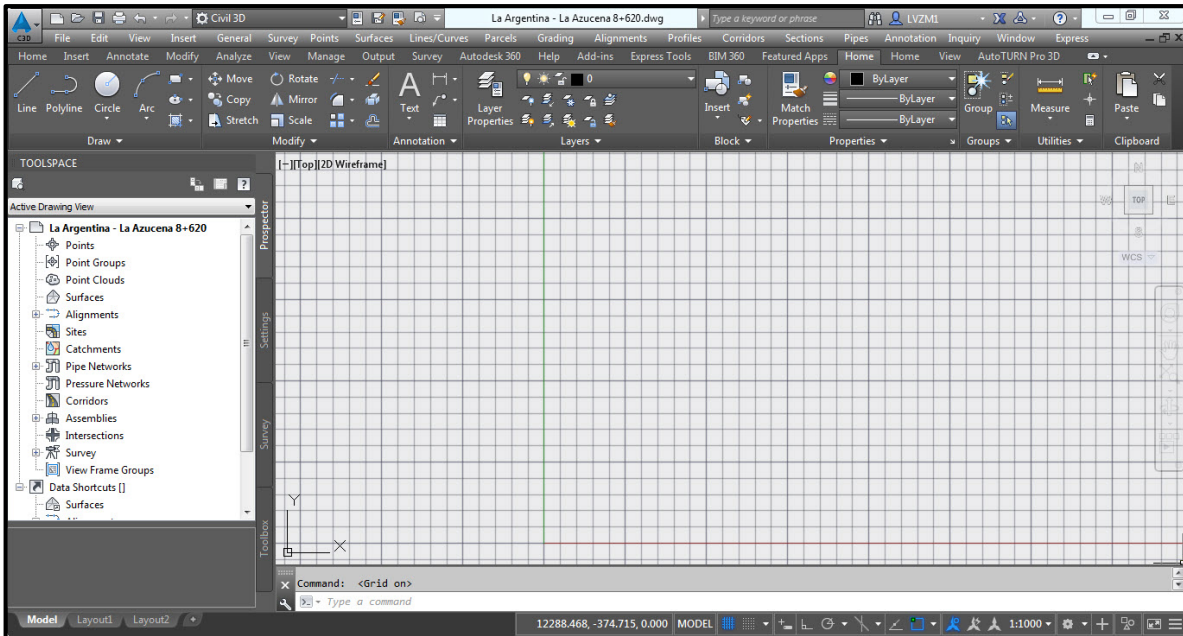 Civil 3D La Argentina - La Azucena 8+620.dwg Type a keyword or phrase LVZM1
C3D File Edit View Insert General Survey Points Surfaces Lines/Curves Parcels Grading Alignments Profiles Corridors Sections Pipes Annotation Inquiry Window Express
Home Insert Annotate Modify Analyze View Manage Output Survey Autodesk 360 Help Add-ins Express Tools BIM 360 Featured Apps Home Home View AutoTURN Pro 3D
Move Rotate 0 ByLayer
Copy Mirror ByLayer
Line Polyline Circle Arc Text Layer Insert Match Group Measure Paste
Stretch Scale Properties Properties ByLayer
Draw Modify Annotation Layers Block Properties Groups Utilities Clipboard
TOOLSPACE
[-][Top][2D Wireframe]
Active Drawing View
La Argentina - La Azucena 8+620
Points
Point Groups
Point Clouds
Surfaces
Alignments
Sites
Catchments
Pipe Networks
Pressure Networks
Corridors
Assemblies
Intersections
Survey
View Frame Groups
Data Shortcuts []
Surfaces
Prospector
Settings
Survey
Toolbox
TOP
WCS
Y
X
Command: <Grid on>
Type a command
Model Layout1 Layout2 + 12288.468, -374.715, 0.000 MODEL 1:1000